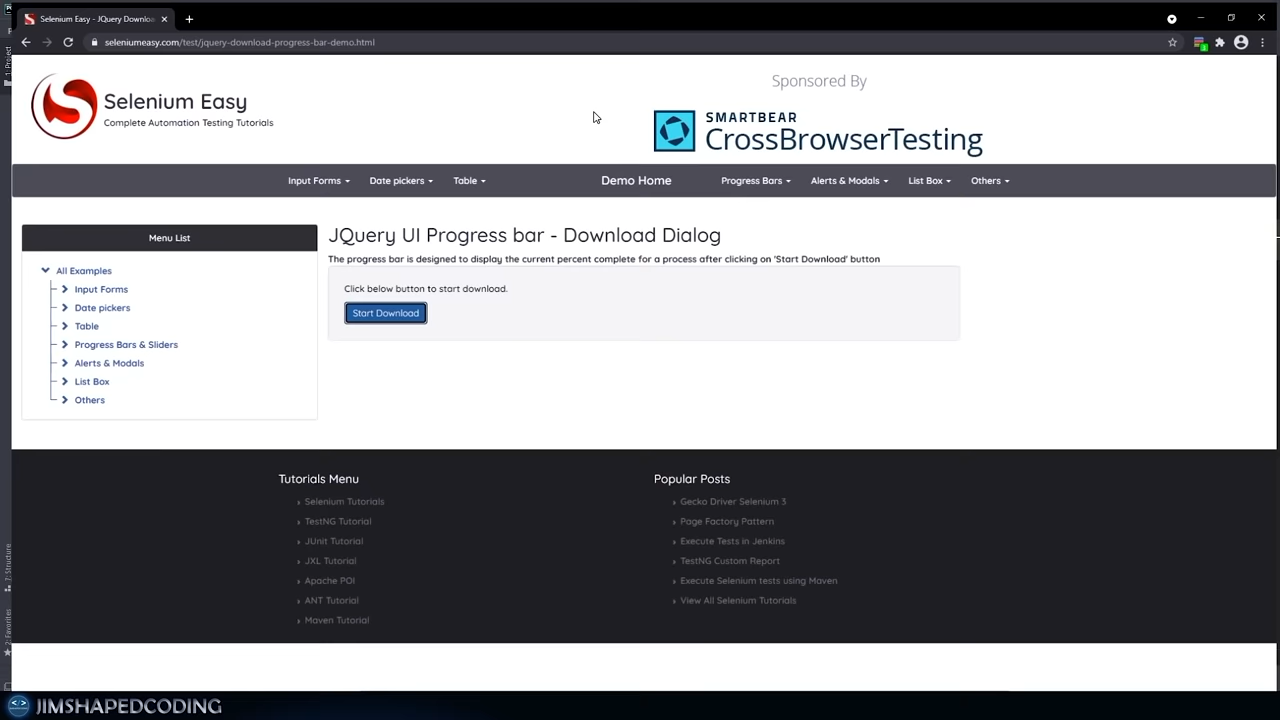 Selenium Easy - JQuery Downloa
seleniumeasy.com/test/jquery-download-progress-bar-demo.html
Selenium Easy
Complete Automation Testing Tutorials
Sponsored By
SMARTBEAR
CrossBrowserTesting
Input Forms Date pickers Table Demo Home Progress Bars Alerts & Modals List Box Others
Menu List
All Examples
Input Forms
Date pickers
Table
Progress Bars & Sliders
Alerts & Modals
List Box
Others
JQuery UI Progress bar - Download Dialog
The progress bar is designed to display the current percent complete for a process after clicking on 'Start Download' button
Click below button to start download.
Start Download
Tutorials Menu
Selenium Tutorials
TestNG Tutorial
JUnit Tutorial
JXL Tutorial
Apache POI
ANT Tutorial
Maven Tutorial
Popular Posts
Gecko Driver Selenium 3
Page Factory Pattern
Execute Tests in Jenkins
TestNG Custom Report
Execute Selenium tests using Maven
View All Selenium Tutorials
7: Structure
2: Favorites
JIMSHAPEDCODING